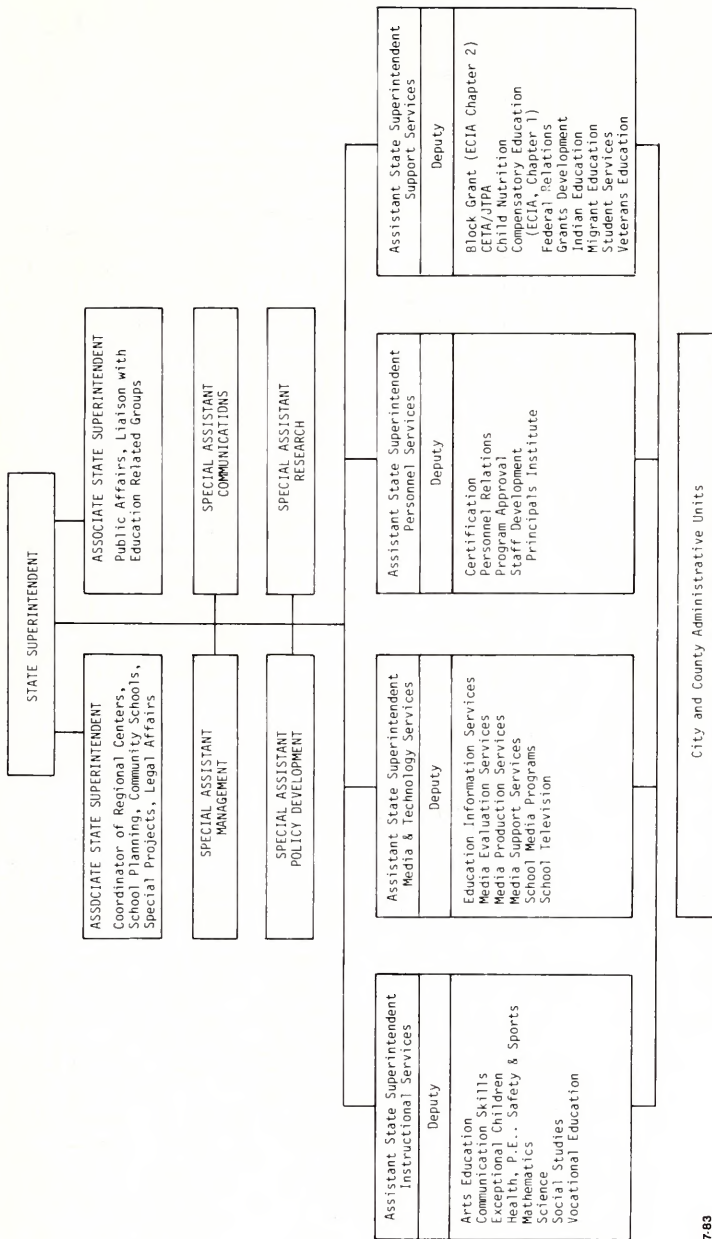 STATE SUPERINTENDENT
ASSOCIATE STATE SUPERINTENDENT
Coordinator of Regional Centers,
School Planning, Community Schools,
Special Projects, Legal Affairs
ASSOCIATE STATE SUPERINTENDENT
Public Affairs, Liaison with
Education Related Groups
SPECIAL ASSISTANT
MANAGEMENT
SPECIAL ASSISTANT
COMMUNICATIONS
SPECIAL ASSISTANT
POLICY DEVELOPMENT
SPECIAL ASSISTANT
RESEARCH
Assistant State Superintendent
Instructional Services
Deputy
Arts Education
Communication Skills
Exceptional Children
Health, P.E.. Safety & Sports
Mathematics
Science
Social Studies
Vocational Education
Assistant State Superintendent
Media & Technology Services
Deputy
Education Information Services
Media Evaluation Services
Media Production Services
Media Support Services
School Media Programs
School Television
Assistant State Superintendent
Personnel Services
Deputy
Certification
Personnel Relations
Program Approval
Staff Development
Principals Institute
Assistant State Superintendent
Support Services
Deputy
Block Grant (ECIA Chapter 2)
CETA/JTPA
Child Nutrition
Compensatory Education
(ECIA, Chapter 1)
Federal Relations
Grants Development
Indian Education
Migrant Education
Student Services
Veterans Education
City and County Administrative Units
7-83